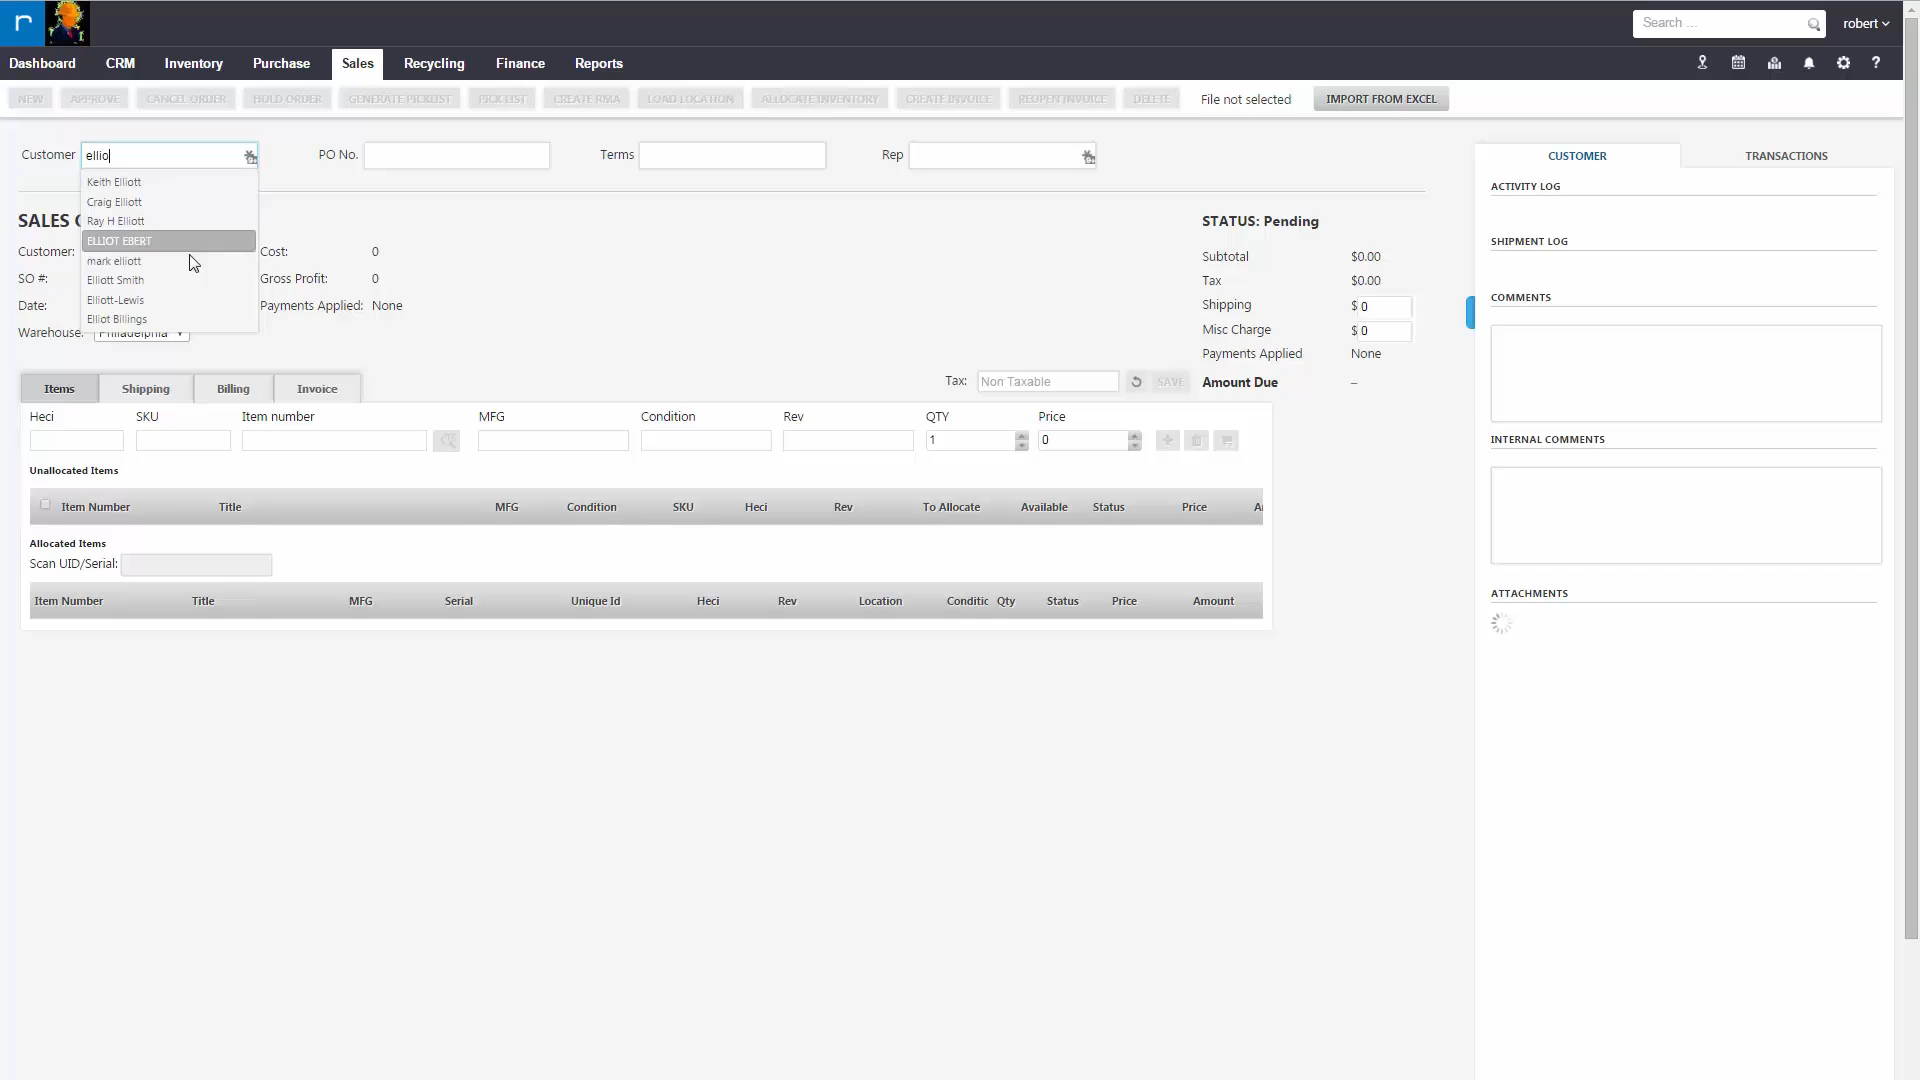 r
Search ...
robert
Dashboard CRM Inventory Purchase Sales Recycling Finance Reports ?
NEW APPROVE CANCEL ORDER HOLD ORDER GENERATE PICKLIST PICK LIST CREATE RMA LOAD LOCATION ALLOCATE INVENTORY CREATE INVOICE REOPEN INVOICE DELETE File not selected IMPORT FROM EXCEL
Customer ellio PO No. Terms Rep
Keith Elliott
Craig Elliott
Ray H Elliott
ELLIOT EBERT
mark elliott
Elliott Smith
Elliott-Lewis
Elliot Billings
SALES
Customer: Cost: 0
SO #: Gross Profit: 0
Date: Payments Applied: None
Warehouse: Philadelphia
STATUS: Pending
Subtotal $0.00
Tax $0.00
Shipping $ 0
Misc Charge $ 0
Payments Applied None
Amount Due –
Items Shipping Billing Invoice
Tax: Non Taxable SAVE
Heci SKU Item number MFG Condition Rev QTY Price
1 0
Unallocated Items
Item Number Title MFG Condition SKU Heci Rev To Allocate Available Status Price
Allocated Items
Scan UID/Serial:
Item Number Title MFG Serial Unique Id Heci Rev Location Conditic Qty Status Price Amount
CUSTOMER TRANSACTIONS
ACTIVITY LOG
SHIPMENT LOG
COMMENTS
INTERNAL COMMENTS
ATTACHMENTS